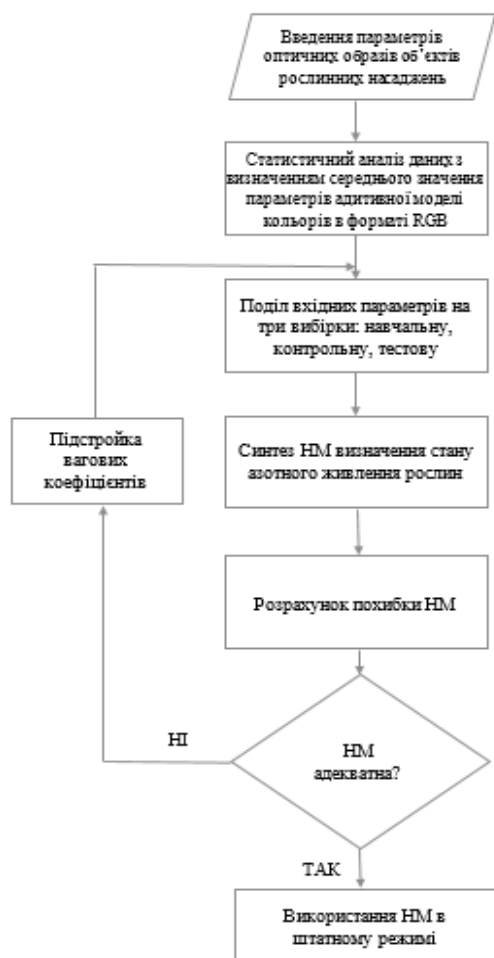 Введення параметрів
оптичних образів об'єктів
рослинних насаджень
Статистичний аналіз даних з
визначенням середнього значення
параметрів адитивної моделі
кольорів в форматі RGB
Поділ вхідних параметрів на
три вибірки: навчальну,
контрольну, тестову
Підстройка
вагових
коефіцієнтів
Синтез НМ визначення стану
азотного живлення рослин
Розрахунок похибки НМ
НІ
НМ
адекватна?
ТАК
Використання НМ в
штатному режимі